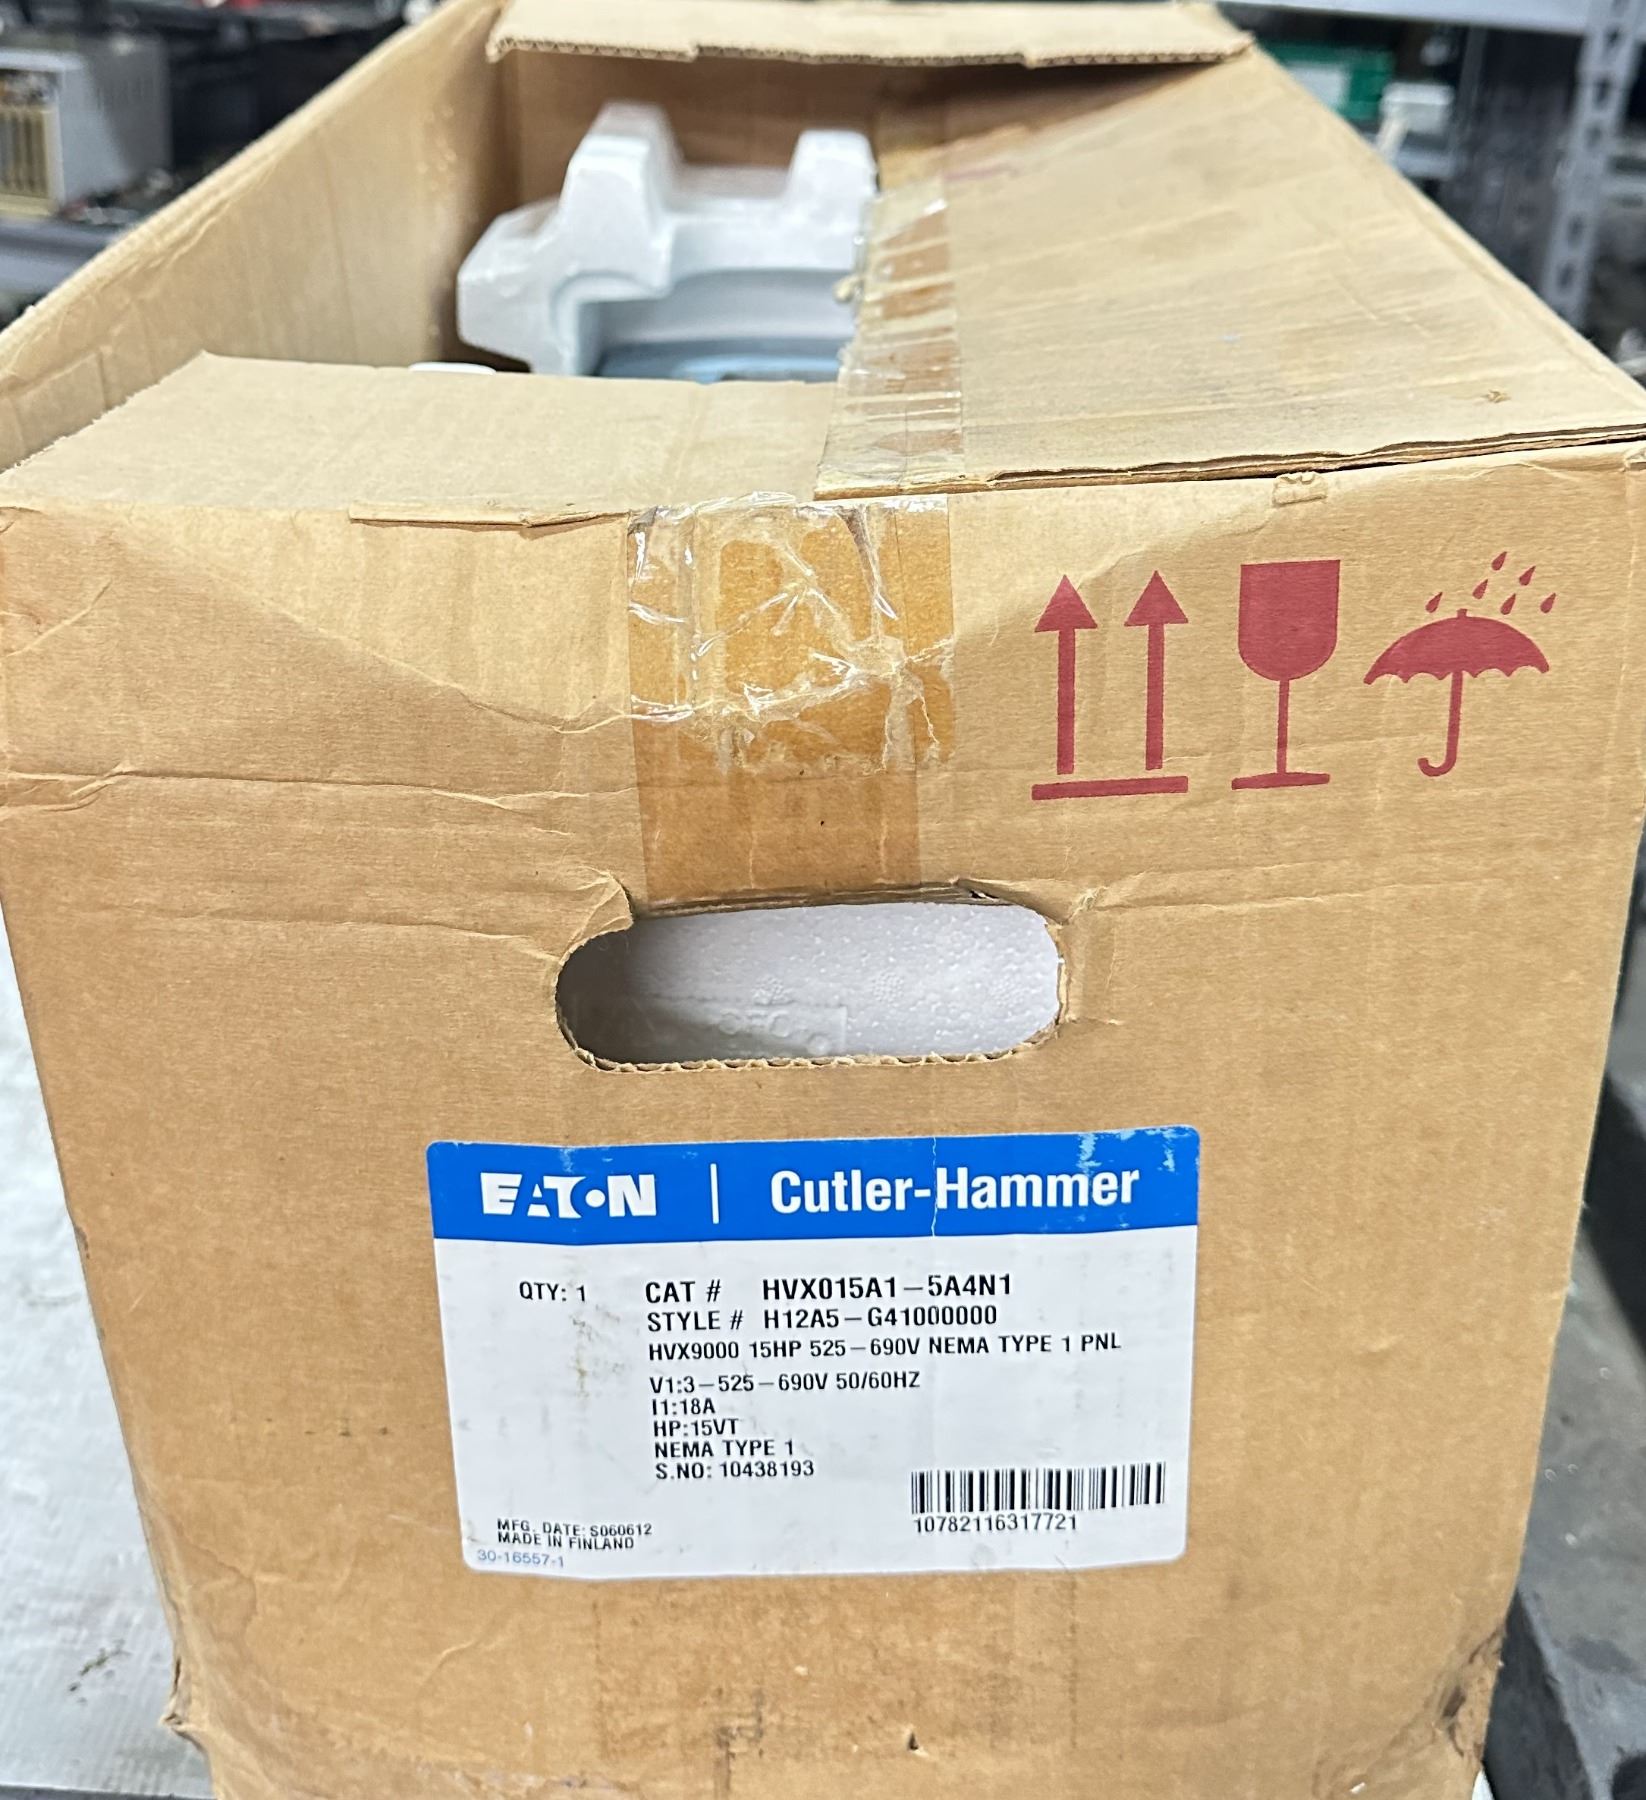 EATON | Cutler-Hammer
QTY: 1 CAT # HVX015A1-5A4N1
STYLE # H12A5-G41000000
HVX9000 15HP 525-690V NEMA TYPE 1 PNL
V1:3-525-690V 50/60HZ
I1:18A
HP:15VT
NEMA TYPE 1
S.NO: 10438193
10782116317721
MFG. DATE: S060612
MADE IN FINLAND
30-16557-1